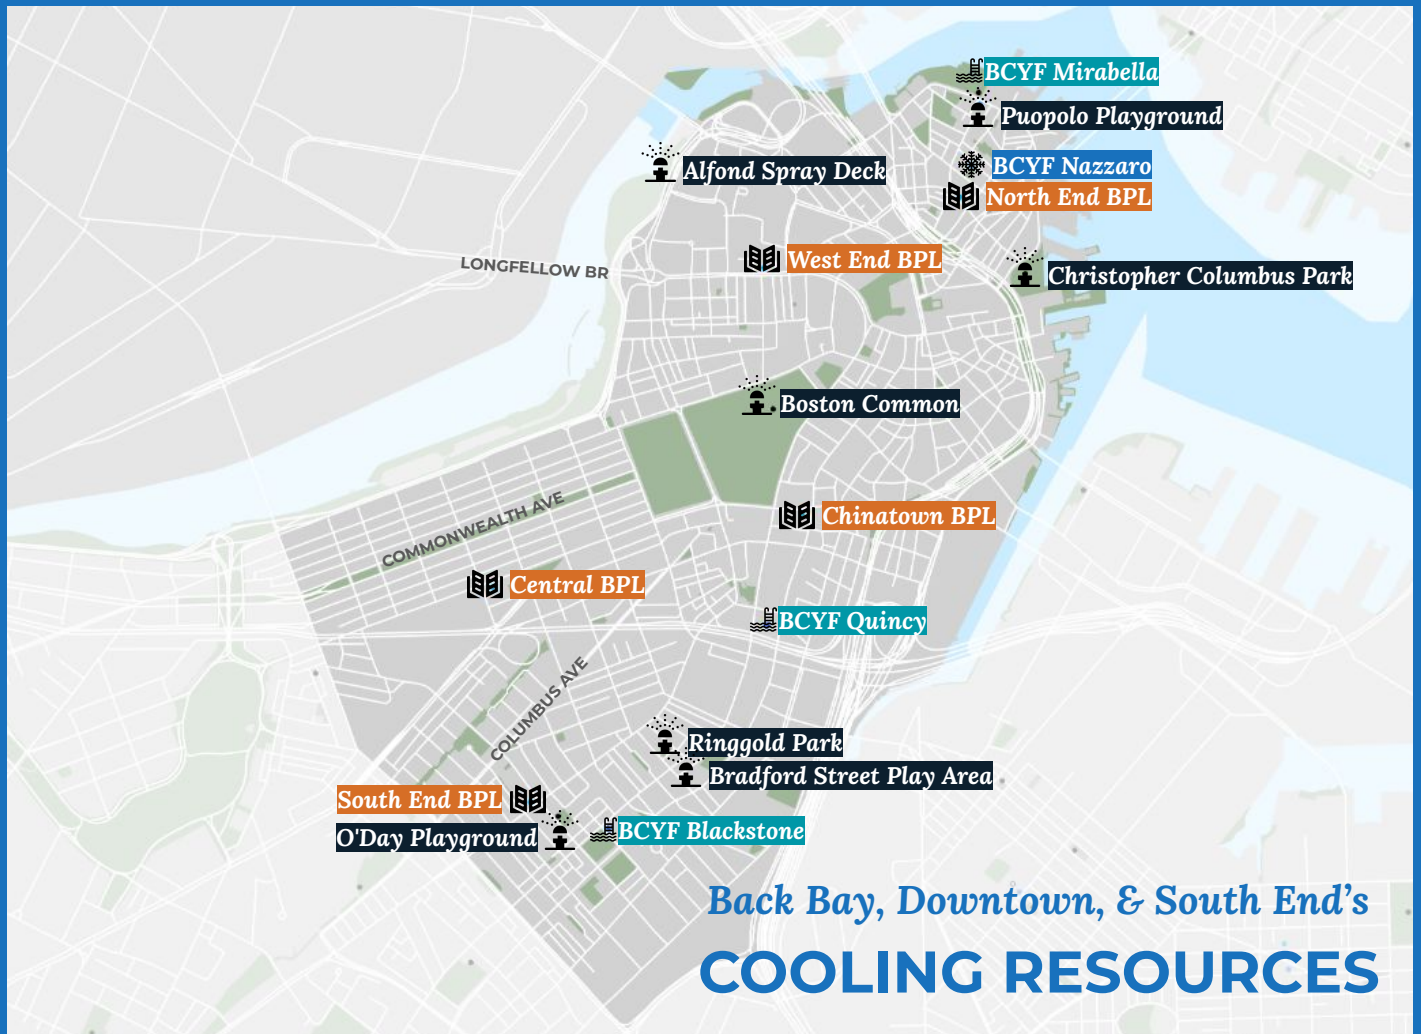 BCYF Mirabella
Puopolo Playground
Alfond Spray Deck
BCYF Nazzaro
North End BPL
West End BPL
LONGFELLOW BR
Christopher Columbus Park
Boston Common
COMMONWEALTH AVE
Chinatown BPL
Central BPL
BCYF Quincy
COLUMBUS AVE
Ringgold Park
Bradford Street Play Area
South End BPL
O'Day Playground
BCYF Blackstone
Back Bay, Downtown, & South End’s
COOLING RESOURCES